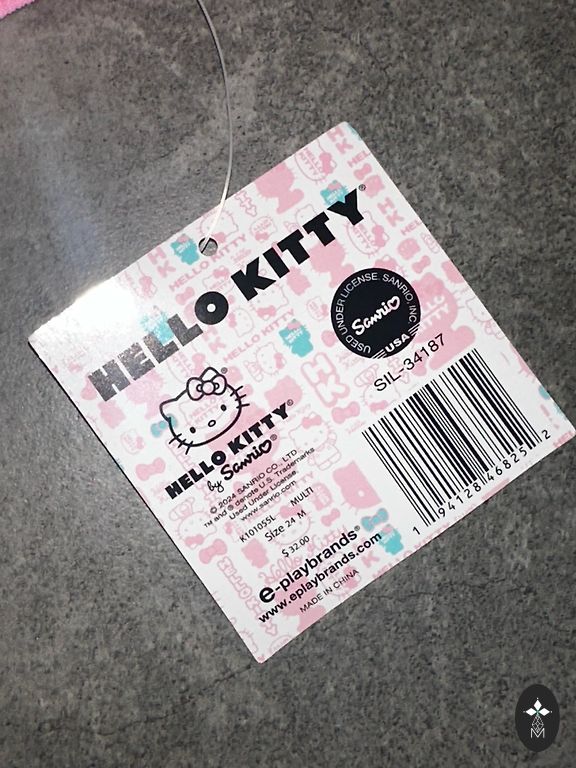 HELLO KITTY®
USED UNDER LICENSE. SANRIO, INC.
Sanrio
USA
SIL-34187
HELLO KITTY®
by Sanrio®
© 2024 SANRIO CO., LTD.
™ and ® denote U.S. Trademarks
Used Under License.
www.sanrio.com
K10105SL MULTI
Size 24 M
$ 32.00
e-playbrands®
www.eplaybrands.com
MADE IN CHINA
1 94128 46825 2
M